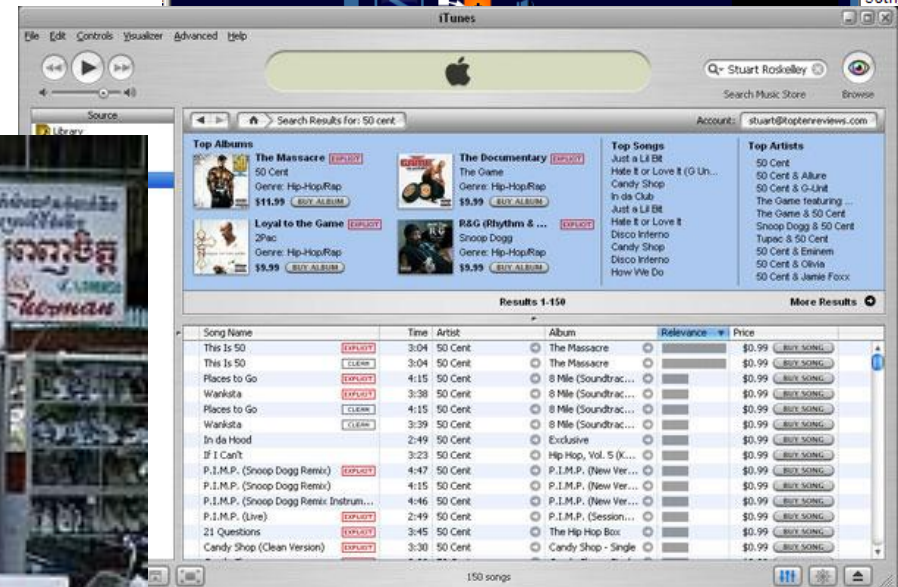 iTunes
File Edit Controls Visualizer Advanced Help
Stuart Roskelley
Search Music Store Browse
Source
Library
Search Results for: 50 cent
Account: stuart@toptenreviews.com
Top Albums
The Massacre EXPLICIT
50 Cent
Genre: Hip-Hop/Rap
$11.99 BUY ALBUM
The Documentary EXPLICIT
The Game
Genre: Hip-Hop/Rap
$9.99 BUY ALBUM
Loyal to the Game EXPLICIT
2Pac
Genre: Hip-Hop/Rap
$9.99 BUY ALBUM
R&G (Rhythm & ... EXPLICIT
Snoop Dogg
Genre: Hip-Hop/Rap
$9.99 BUY ALBUM
Top Songs
Just a Lil Bit
Hate It or Love It (G Un...
Candy Shop
In da Club
Just a Lil Bit
Hate It or Love It
Disco Inferno
Candy Shop
Disco Inferno
How We Do
Top Artists
50 Cent
50 Cent & Allure
50 Cent & G-Unit
The Game featuring ...
The Game & 50 Cent
Snoop Dogg & 50 Cent
Tupac & 50 Cent
50 Cent & Eminem
50 Cent & Olivia
50 Cent & Jamie Foxx
Results 1-150
More Results
Song Name Time Artist Album Relevance Price
This Is 50 EXPLICIT 3:04 50 Cent The Massacre $0.99 BUY SONG
This Is 50 CLEAN 3:04 50 Cent The Massacre $0.99 BUY SONG
Places to Go EXPLICIT 4:15 50 Cent 8 Mile (Soundtrac... $0.99 BUY SONG
Wanksta EXPLICIT 3:38 50 Cent 8 Mile (Soundtrac... $0.99 BUY SONG
Places to Go CLEAN 4:15 50 Cent 8 Mile (Soundtrac... $0.99 BUY SONG
Wanksta CLEAN 3:39 50 Cent 8 Mile (Soundtrac... $0.99 BUY SONG
In da Hood 2:49 50 Cent Exclusive $0.99 BUY SONG
If I Can't 3:23 50 Cent Hip Hop, Vol. 5 (K... $0.99 BUY SONG
P.I.M.P. (Snoop Dogg Remix) EXPLICIT 4:47 50 Cent P.I.M.P. (New Ver... $0.99 BUY SONG
P.I.M.P. (Snoop Dogg Remix) 4:15 50 Cent P.I.M.P. (New Ver... $0.99 BUY SONG
P.I.M.P. (Snoop Dogg Remix Instrum... 4:46 50 Cent P.I.M.P. (New Ver... $0.99 BUY SONG
P.I.M.P. (Live) EXPLICIT 2:49 50 Cent P.I.M.P. (Session... $0.99 BUY SONG
21 Questions EXPLICIT 3:45 50 Cent The Hip Hop Box $0.99 BUY SONG
Candy Shop (Clean Version) EXPLICIT 3:30 50 Cent Candy Shop - Single $0.99 BUY SONG
150 songs